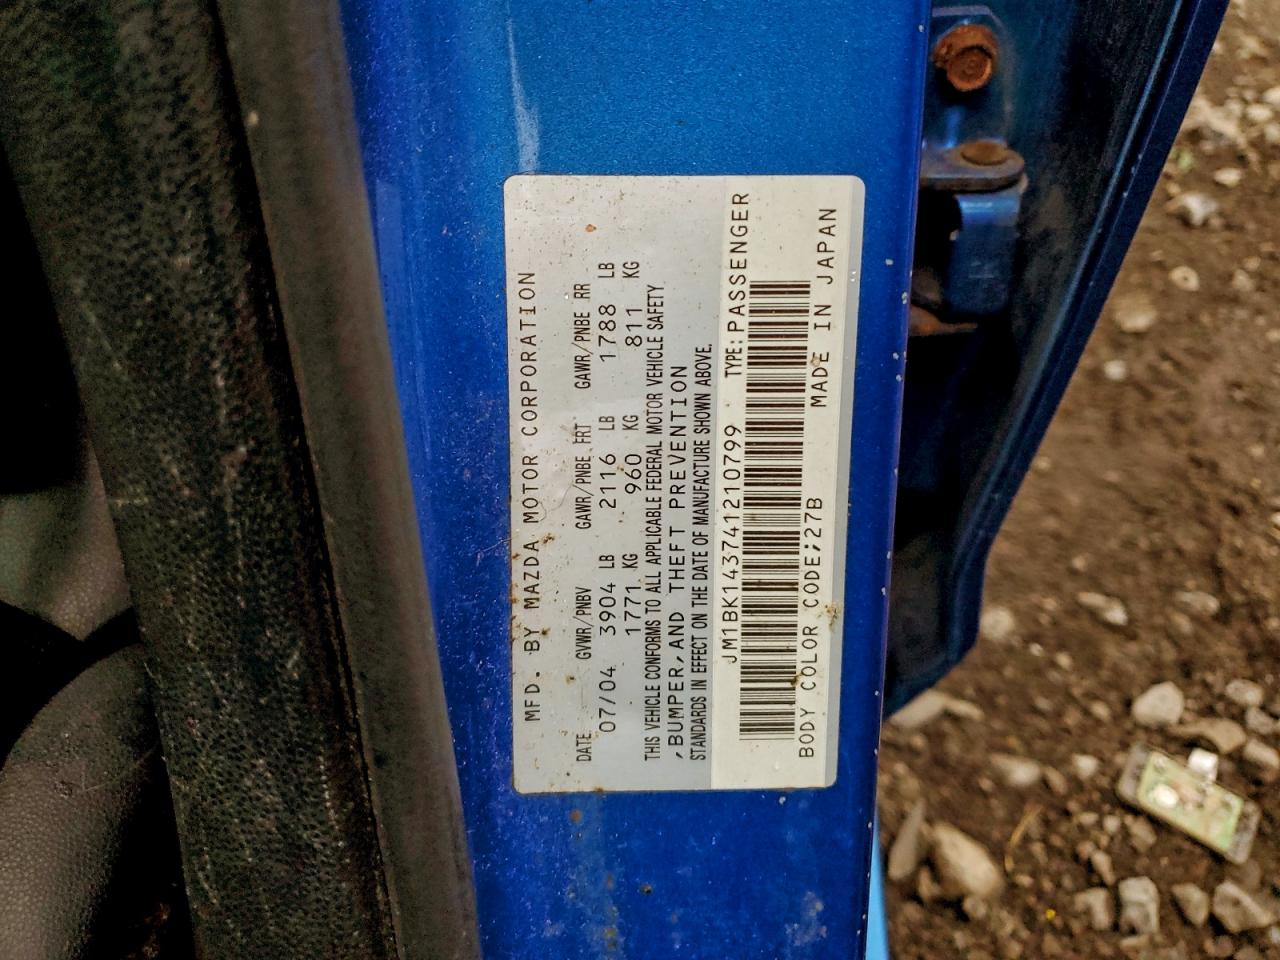 MFD. BY MAZDA MOTOR CORPORATION
DATE GVWR/PNBV GAWR/PNBE FRT GAWR/PNBE RR
07/04 3904 LB 2116 LB 1788 LB
1771 KG 960 KG 811 KG
THIS VEHICLE CONFORMS TO ALL APPLICABLE FEDERAL MOTOR VEHICLE SAFETY
,BUMPER,AND THEFT PREVENTION
STANDARDS IN EFFECT ON THE DATE OF MANUFACTURE SHOWN ABOVE.
JM1BK143741210799 TYPE:PASSENGER
BODY COLOR CODE;27B MADE IN JAPAN